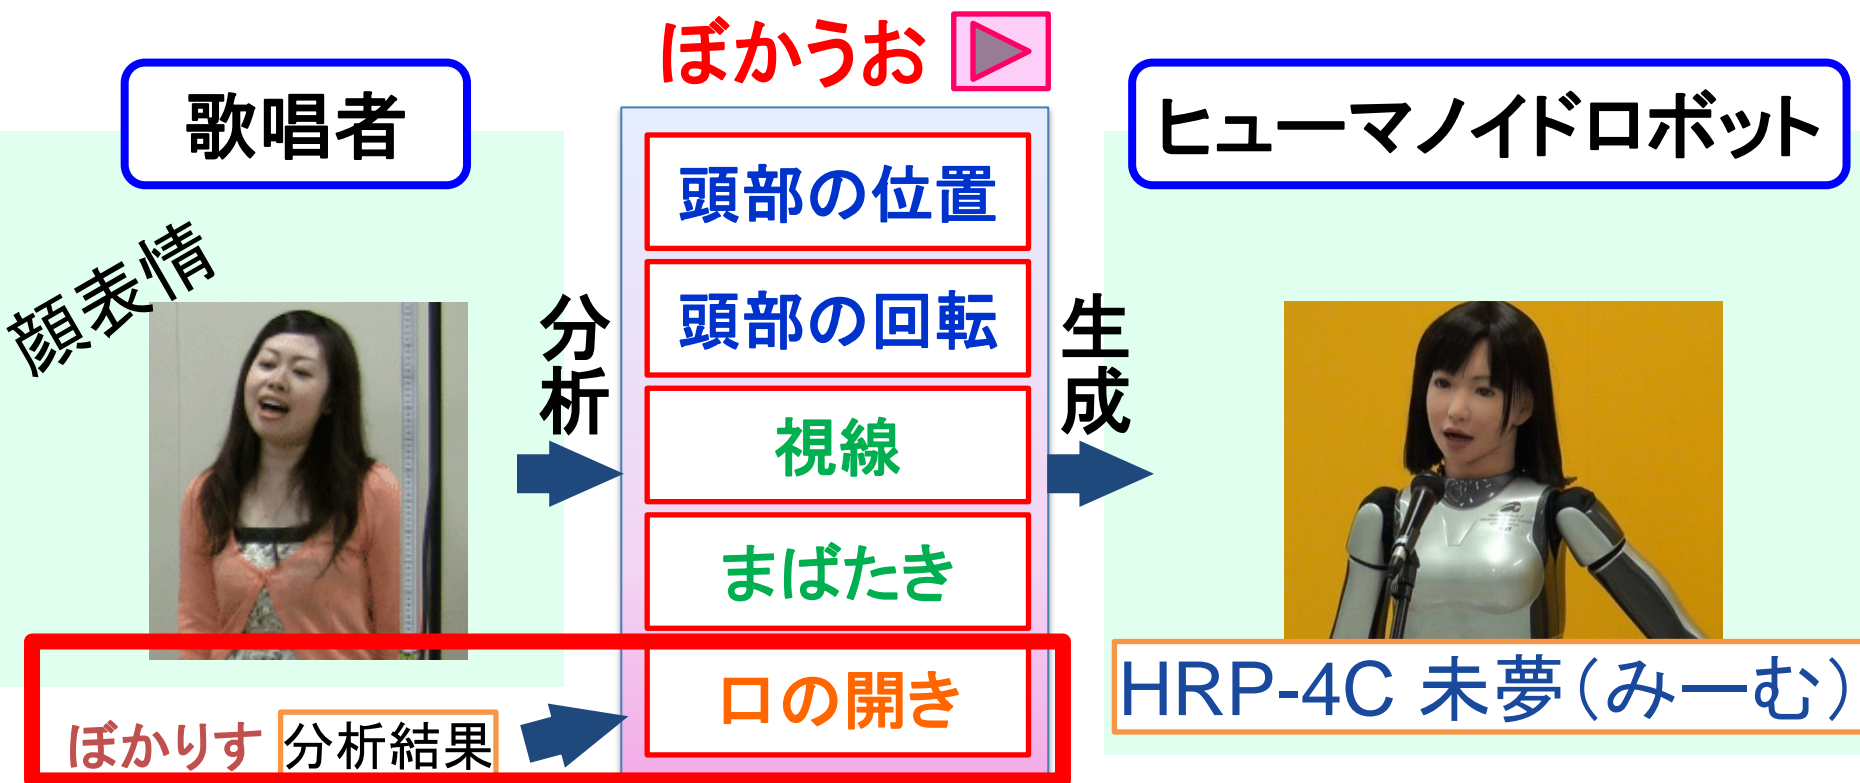 ぼかうお
歌唱者
ヒューマノイドロボット
顔表情
分析
頭部の位置
頭部の回転
視線
まばたき
口の開き
生成
ぼかりす 分析結果
HRP-4C 未夢(みーむ)